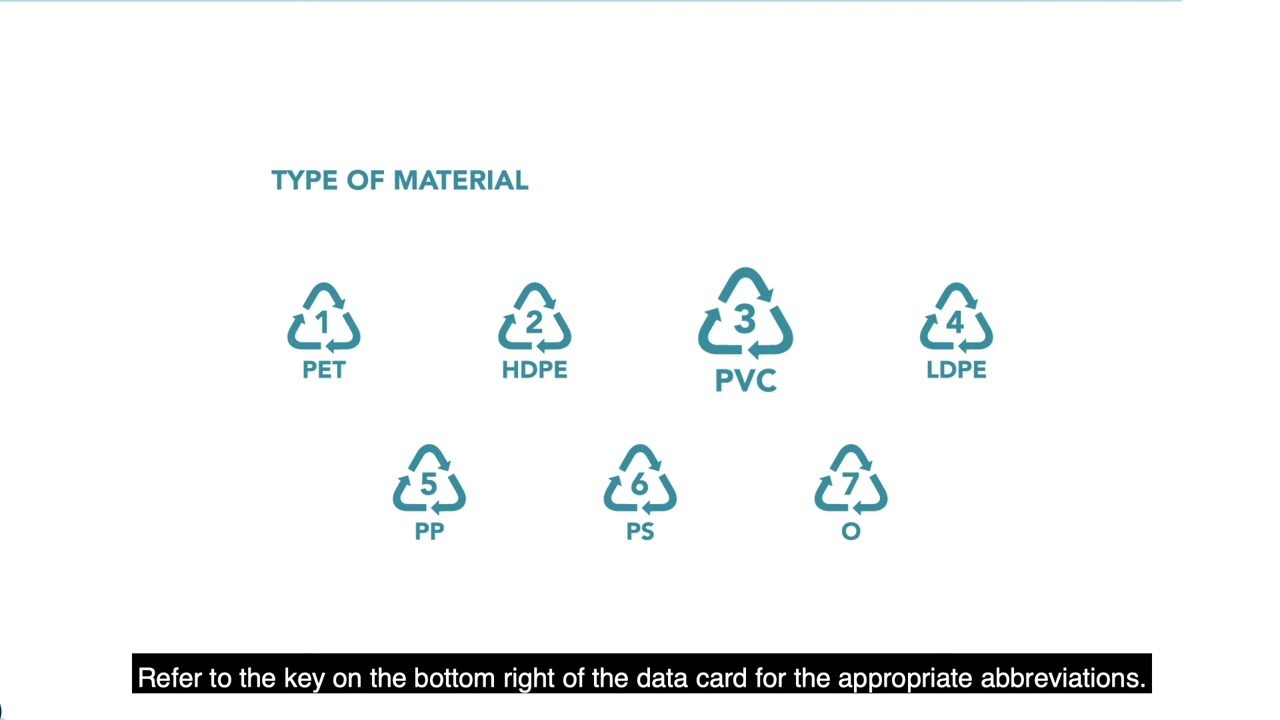 TYPE OF MATERIAL
1 2 3 4
PET HDPE PVC LDPE
5 6 7
PP PS O
Refer to the key on the bottom right of the data card for the appropriate abbreviations.